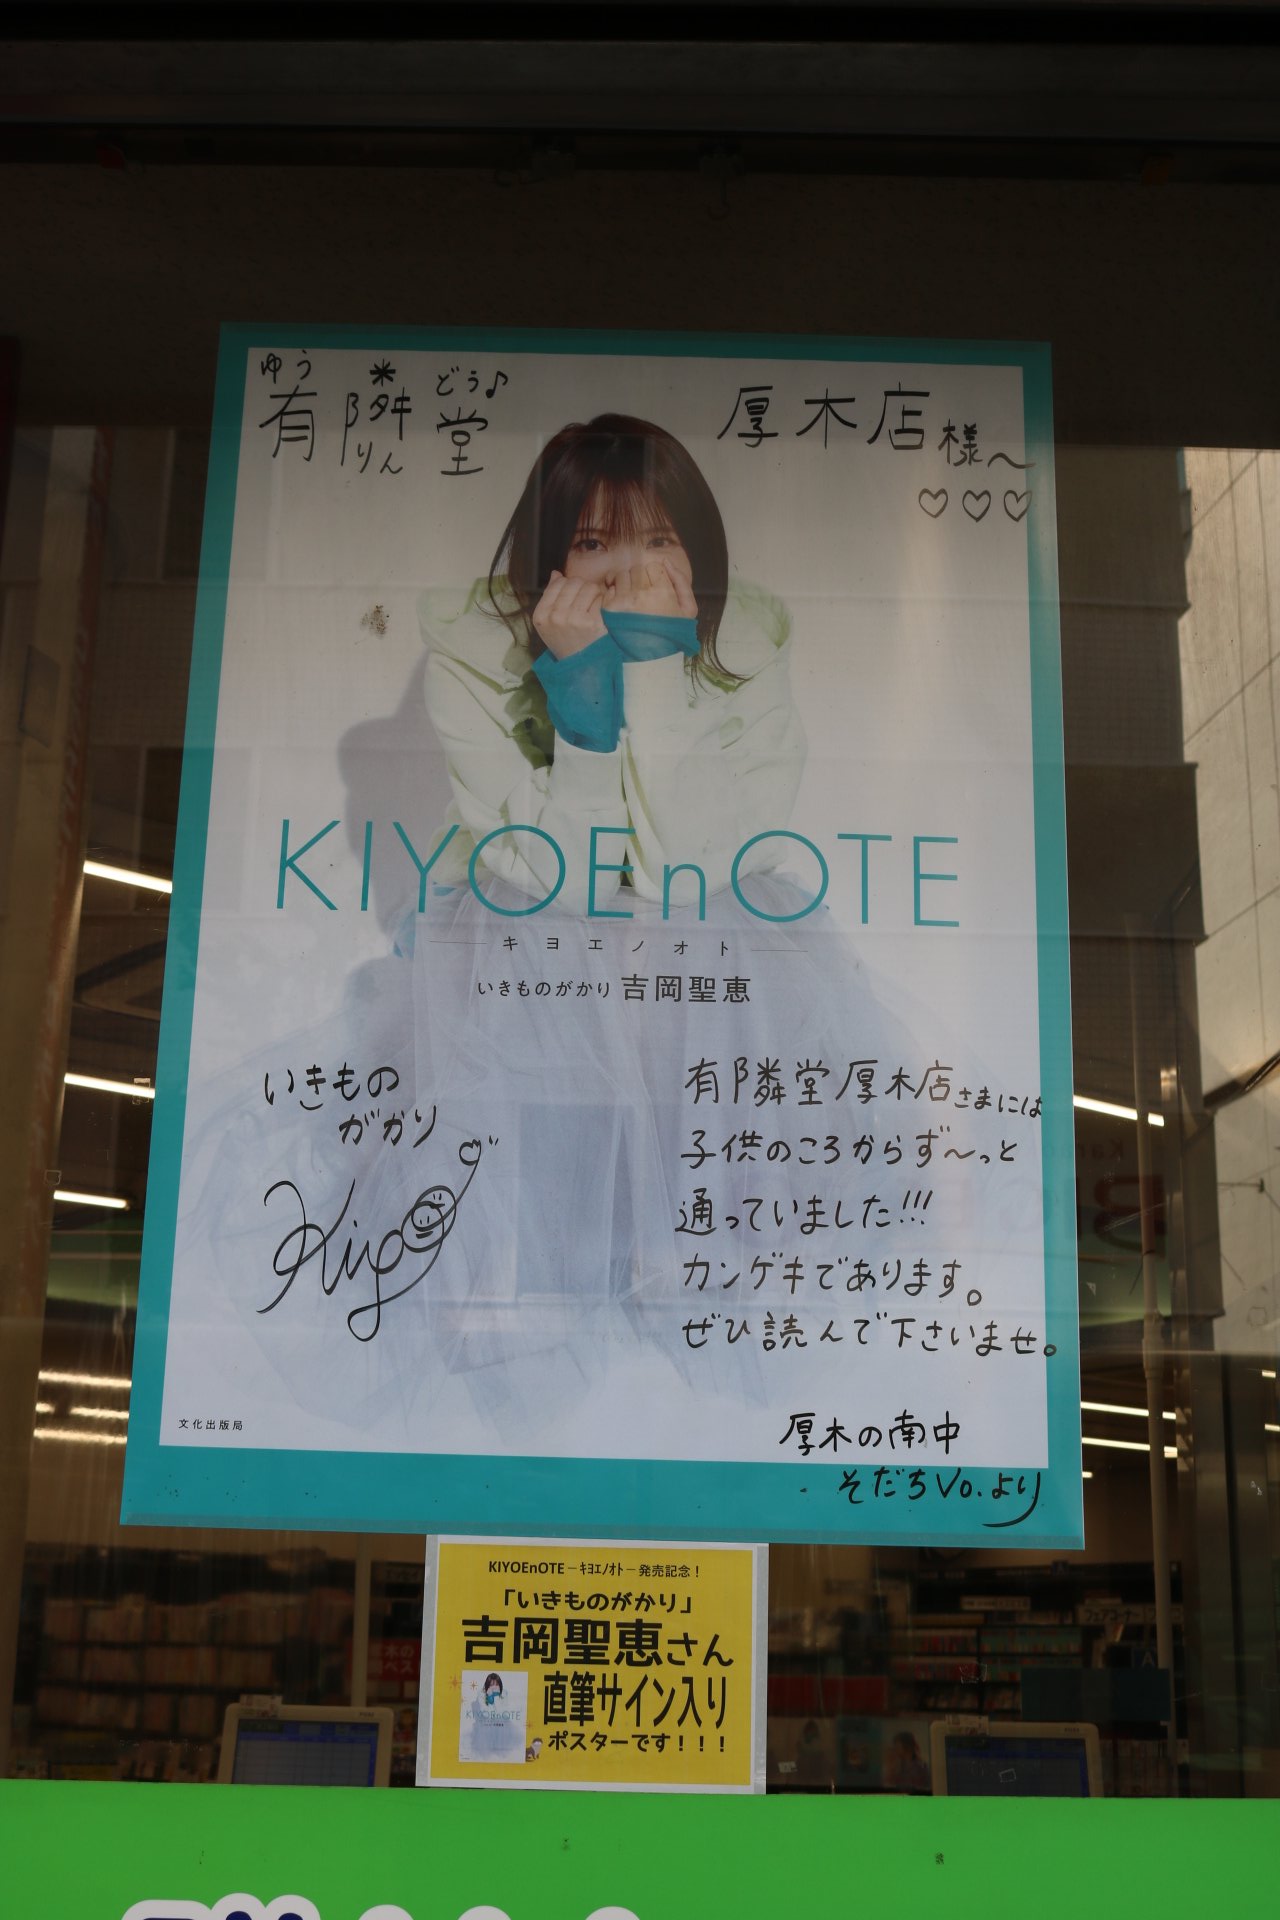 ゆう りん どう♪
有隣堂 厚木店様〜
♡♡♡
KIYOEnOTE
キヨエノオト
いきものがかり 吉岡聖恵
いきもの
がかり
Kiyoe
有隣堂厚木店さまには
子供のころからず〜っと
通っていました!!!
カンゲキであります。
ぜひ読んで下さいませ。
厚木の南中
そだちVo.より
文化出版局
KIYOEnOTE－ｷﾖｴﾉｵﾄ－発売記念！
「いきものがかり」
吉岡聖恵さん
直筆サイン入り
ポスターです！！！
KIYOEnOTE